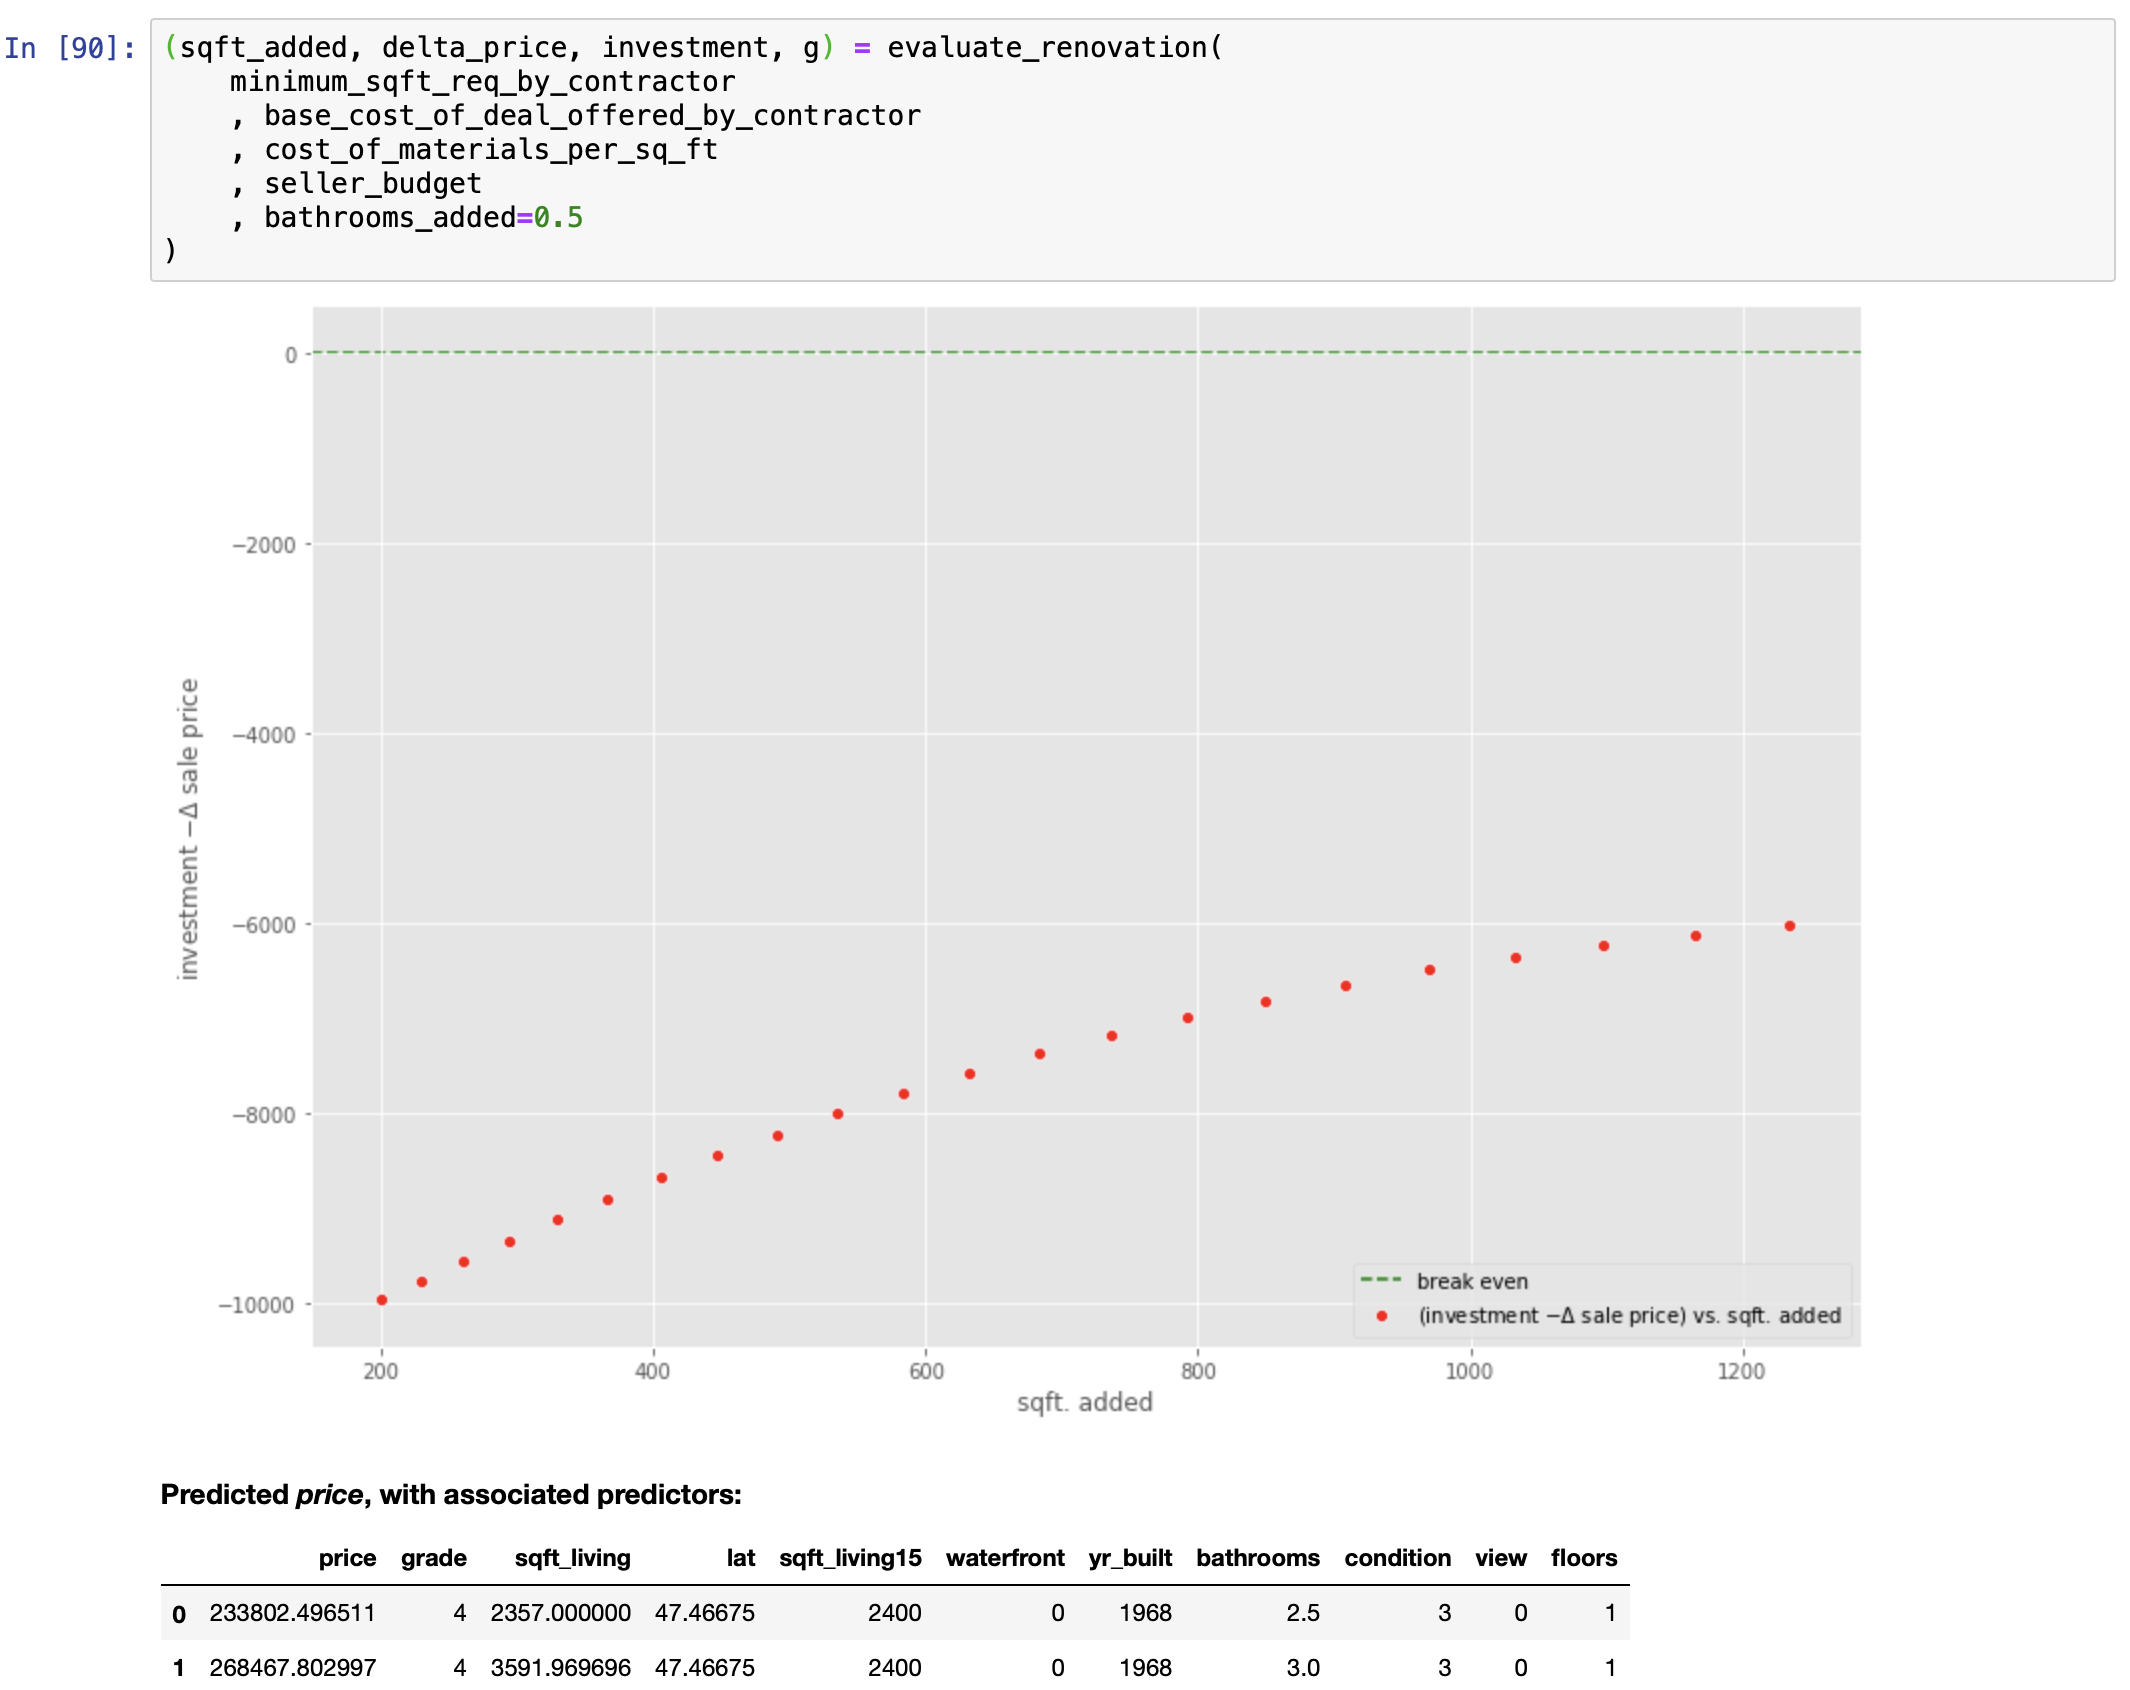 In [90]: (sqft_added, delta_price, investment, g) = evaluate_renovation(
minimum_sqft_req_by_contractor
, base_cost_of_deal_offered_by_contractor
, cost_of_materials_per_sq_ft
, seller_budget
, bathrooms_added=0.5
)
0
−2000
−4000
−6000
−8000
−10000
investment −Δ sale price
break even
(investment −Δ sale price) vs. sqft. added
200 400 600 800 1000 1200
sqft. added
Predicted price, with associated predictors:
price grade sqft_living lat sqft_living15 waterfront yr_built bathrooms condition view floors
0 233802.496511 4 2357.000000 47.46675 2400 0 1968 2.5 3 0 1
1 268467.802997 4 3591.969696 47.46675 2400 0 1968 3.0 3 0 1